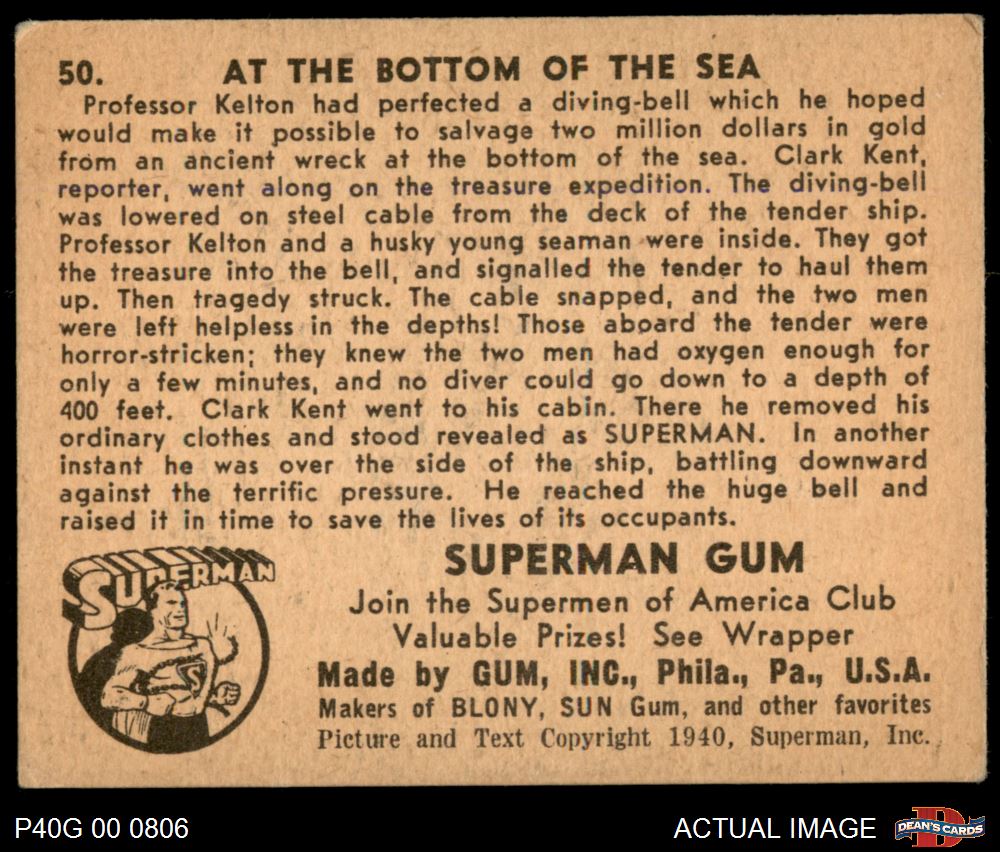 50. AT THE BOTTOM OF THE SEA
Professor Kelton had perfected a diving-bell which he hoped
would make it possible to salvage two million dollars in gold
from an ancient wreck at the bottom of the sea. Clark Kent,
reporter, went along on the treasure expedition. The diving-bell
was lowered on steel cable from the deck of the tender ship.
Professor Kelton and a husky young seaman were inside. They got
the treasure into the bell, and signalled the tender to haul them
up. Then tragedy struck. The cable snapped, and the two men
were left helpless in the depths! Those aboard the tender were
horror-stricken; they knew the two men had oxygen enough for
only a few minutes, and no diver could go down to a depth of
400 feet. Clark Kent went to his cabin. There he removed his
ordinary clothes and stood revealed as SUPERMAN. In another
instant he was over the side of the ship, battling downward
against the terrific pressure. He reached the huge bell and
raised it in time to save the lives of its occupants.
SUPERMAN
S
SUPERMAN GUM
Join the Supermen of America Club
Valuable Prizes! See Wrapper
Made by GUM, INC., Phila., Pa., U.S.A.
Makers of BLONY, SUN Gum, and other favorites
Picture and Text Copyright 1940, Superman, Inc.
P40G 00 0806
ACTUAL IMAGE
D
DEAN'S CARDS